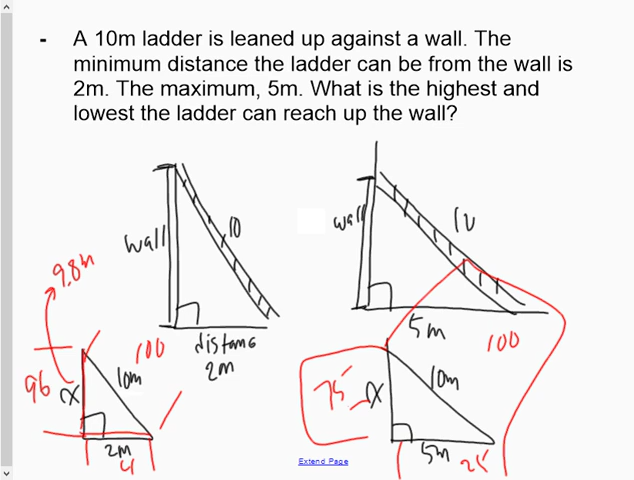 - A 10m ladder is leaned up against a wall. The
minimum distance the ladder can be from the wall is
2m. The maximum, 5m. What is the highest and
lowest the ladder can reach up the wall?
wall
10
distance
2m
wall
10
5m
9.8m
100
96
x
10m
2m
4
100
75
x
10m
5m
25
Extend Page